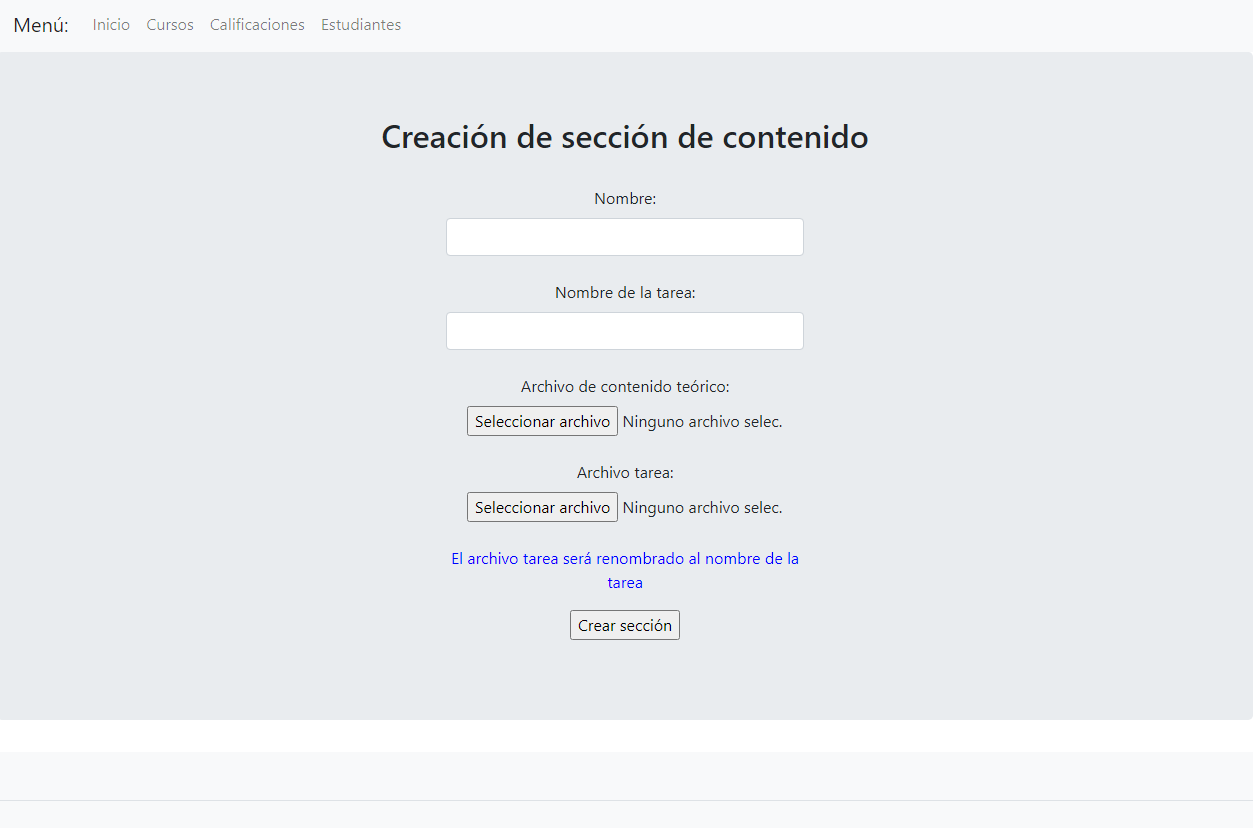 Menú: Inicio Cursos Calificaciones Estudiantes
Creación de sección de contenido
Nombre:
Nombre de la tarea:
Archivo de contenido teórico:
Seleccionar archivo Ninguno archivo selec.
Archivo tarea:
Seleccionar archivo Ninguno archivo selec.
El archivo tarea será renombrado al nombre de la
tarea
Crear sección